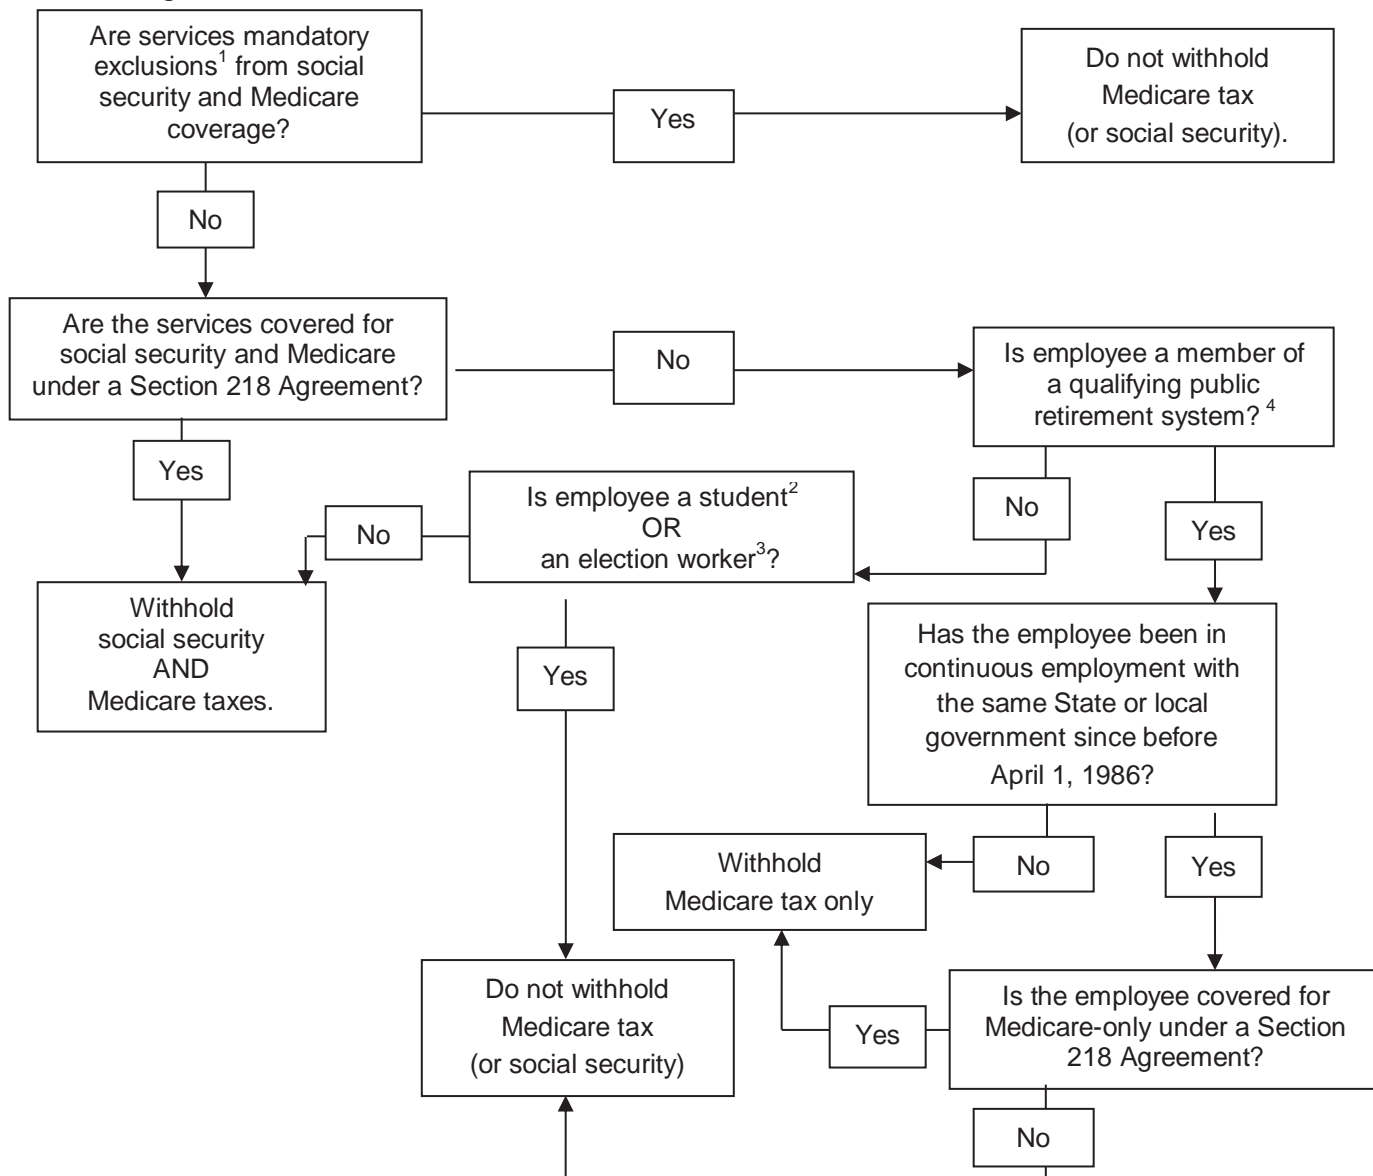 Are services mandatory
exclusions1 from social
security and Medicare
coverage?
Yes
Do not withhold
Medicare tax
(or social security).
No
Are the services covered for
social security and Medicare
under a Section 218 Agreement?
No
Is employee a member of
a qualifying public
retirement system? 4
Yes
Is employee a student2
OR
an election worker3?
No
No
Yes
Withhold
social security
AND
Medicare taxes.
Yes
Has the employee been in
continuous employment with
the same State or local
government since before
April 1, 1986?
Withhold
Medicare tax only
No
Yes
Do not withhold
Medicare tax
(or social security)
Yes
Is the employee covered for
Medicare-only under a Section
218 Agreement?
No